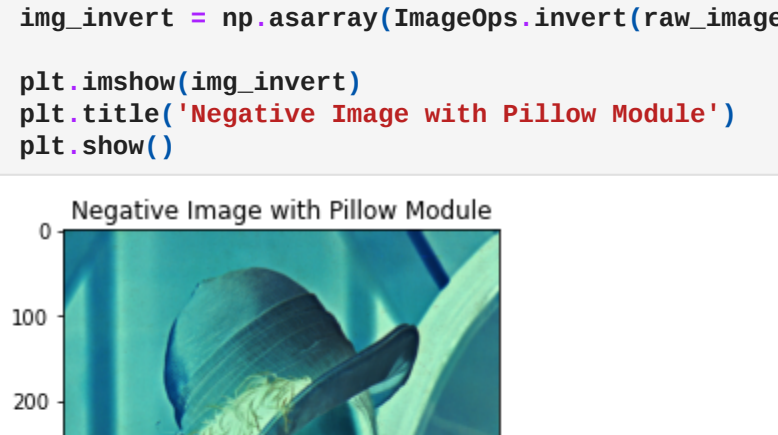 img_invert = np.asarray(ImageOps.invert(raw_image
plt.imshow(img_invert)
plt.title('Negative Image with Pillow Module')
plt.show()
Negative Image with Pillow Module
0
100
200